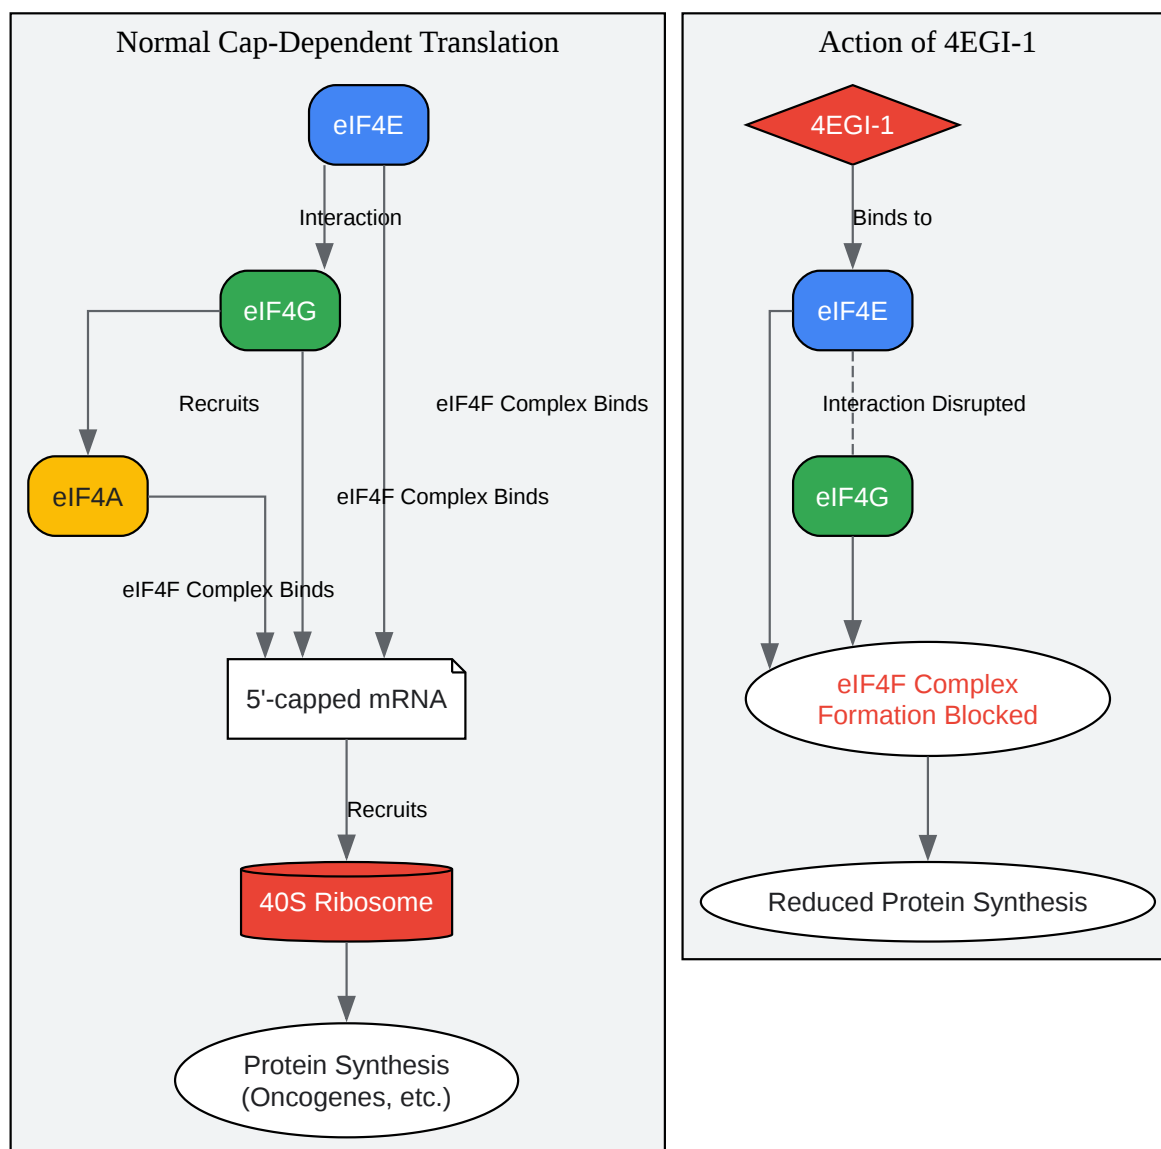 Normal Cap-Dependent Translation
eIF4E
Interaction
eIF4G
Recruits
eIF4F Complex Binds
eIF4A
eIF4F Complex Binds
eIF4F Complex Binds
5'-capped mRNA
Recruits
40S Ribosome
Protein Synthesis
(Oncogenes, etc.)
Action of 4EGI-1
4EGI-1
Binds to
eIF4E
Interaction Disrupted
eIF4G
eIF4F Complex
Formation Blocked
Reduced Protein Synthesis